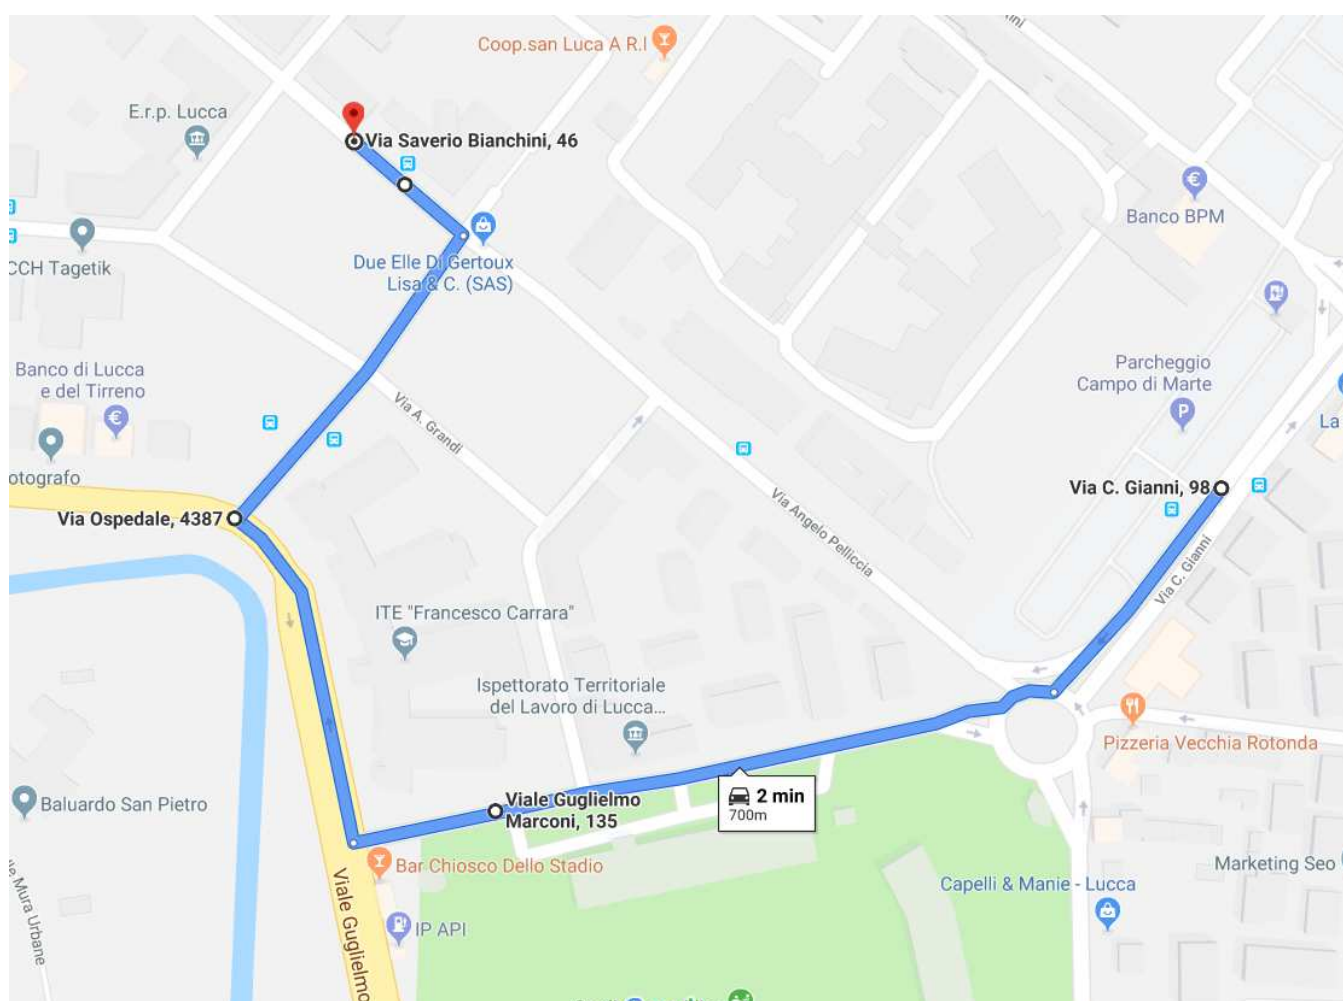 Coop.san Luca A R.l
E.r.p. Lucca
Via Saverio Bianchini, 46
Banco BPM
CCH Tagetik
Due Elle Di Gertoux
Lisa & C. (SAS)
Banco di Lucca
e del Tirreno
Parcheggio
Campo di Marte
P
La
Via A. Grandi
otografo
Via C. Gianni, 98
Via Ospedale, 4387
Via Angelo Pelliccia
Via C. Gianni
ITE "Francesco Carrara"
Ispettorato Territoriale
del Lavoro di Lucca...
Pizzeria Vecchia Rotonda
Viale Guglielmo
Marconi, 135
2 min
700m
Baluardo San Pietro
Bar Chiosco Dello Stadio
Marketing Seo
Capelli & Manie - Lucca
Viale Guglielmo
IP API
le Mura Urbane